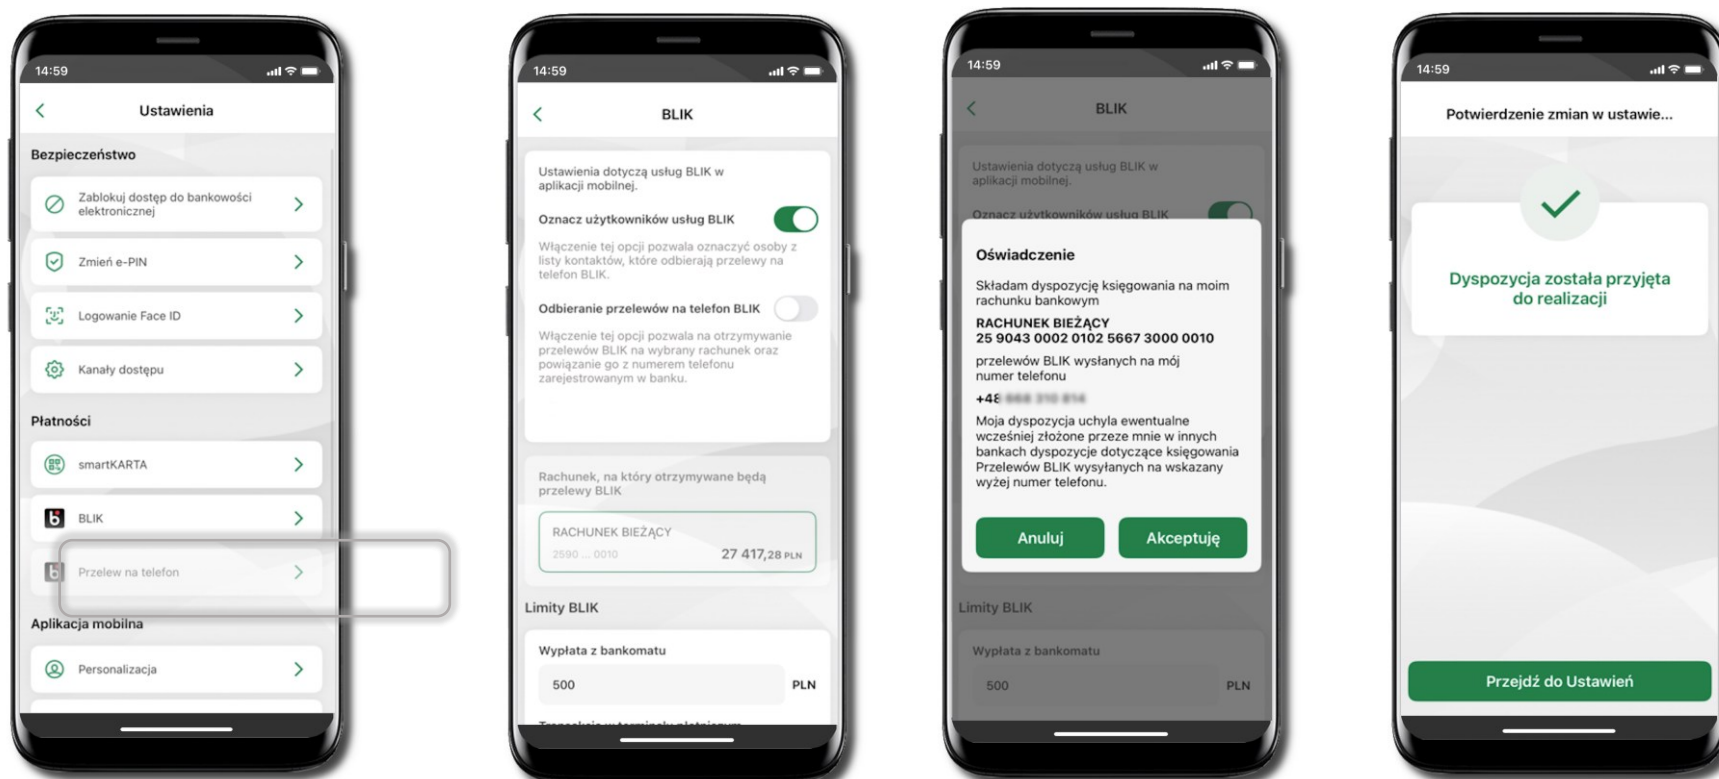 14:59
Ustawienia
Bezpieczeństwo
Zablokuj dostęp do bankowości
elektronicznej
Zmień e-PIN
Logowanie Face ID
Kanały dostępu
Płatności
smartKARTA
BLIK
Przelew na telefon
Aplikacja mobilna
Personalizacja
14:59
BLIK
Ustawienia dotyczą usług BLIK w
aplikacji mobilnej.
Oznacz użytkowników usług BLIK
Włączenie tej opcji pozwala oznaczyć osoby z
listy kontaktów, które odbierają przelewy na
telefon BLIK.
Odbieranie przelewów na telefon BLIK
Włączenie tej opcji pozwala na otrzymywanie
przelewów BLIK na wybrany rachunek oraz
powiązanie go z numerem telefonu
zarejestrowanym w banku.
Rachunek, na który otrzymywane będą
przelewy BLIK
RACHUNEK BIEŻĄCY
2590 ... 0010 27 417,28 PLN
Limity BLIK
Wypłata z bankomatu
500 PLN
14:59
BLIK
Ustawienia dotyczą usług BLIK w
aplikacji mobilnej.
Oznacz użytkowników usług BLIK
Oświadczenie
Składam dyspozycję księgowania na moim
rachunku bankowym
RACHUNEK BIEŻĄCY
25 9043 0002 0102 5667 3000 0010
przelewów BLIK wysłanych na mój
numer telefonu
+48
Moja dyspozycja uchyla ewentualne
wcześniej złożone przeze mnie w innych
bankach dyspozycje dotyczące księgowania
Przelewów BLIK wysyłanych na wskazany
wyżej numer telefonu.
Anuluj Akceptuję
Limity BLIK
Wypłata z bankomatu
500 PLN
14:59
Potwierdzenie zmian w ustawie...
Dyspozycja została przyjęta
do realizacji
Przejdź do Ustawień